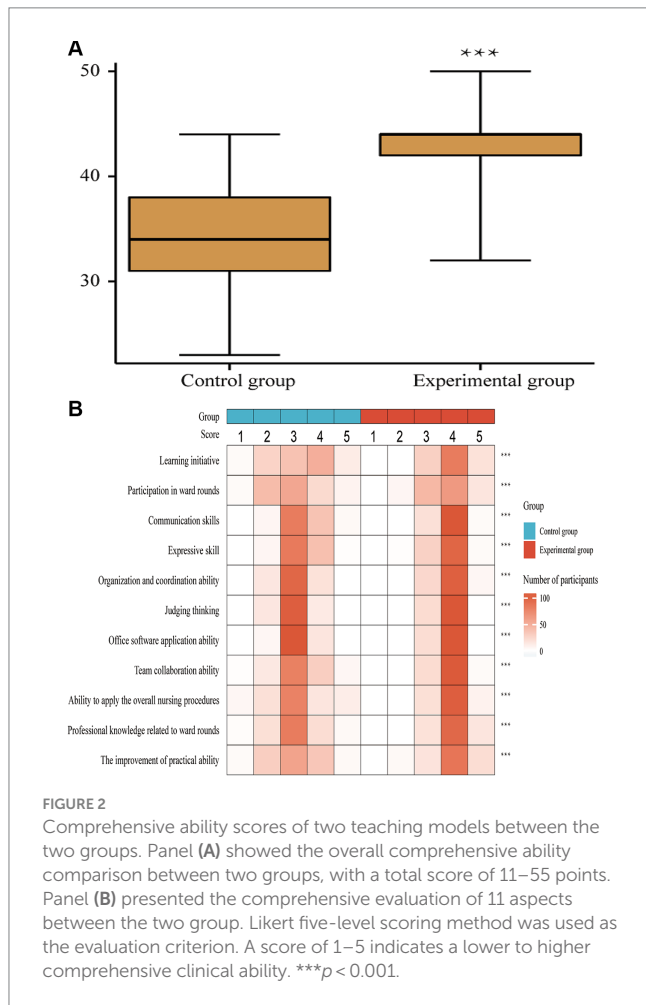 A
***
50
40
30
Control group Experimental group
B
Group
Score 1 2 3 4 5 1 2 3 4 5
Learning initiative ***
Participation in ward rounds ***
Communication skills ***
Expressive skill ***
Organization and coordination ability ***
Judging thinking ***
Office software application ability ***
Team collaboration ability ***
Ability to apply the overall nursing procedures ***
Professional knowledge related to ward rounds ***
The improvement of practical ability ***
Group
Control group
Experimental group
Number of participants
100
50
0
FIGURE 2
Comprehensive ability scores of two teaching models between the
two groups. Panel (A) showed the overall comprehensive ability
comparison between two groups, with a total score of 11–55 points.
Panel (B) presented the comprehensive evaluation of 11 aspects
between the two group. Likert five-level scoring method was used as
the evaluation criterion. A score of 1–5 indicates a lower to higher
comprehensive clinical ability. ***p < 0.001.